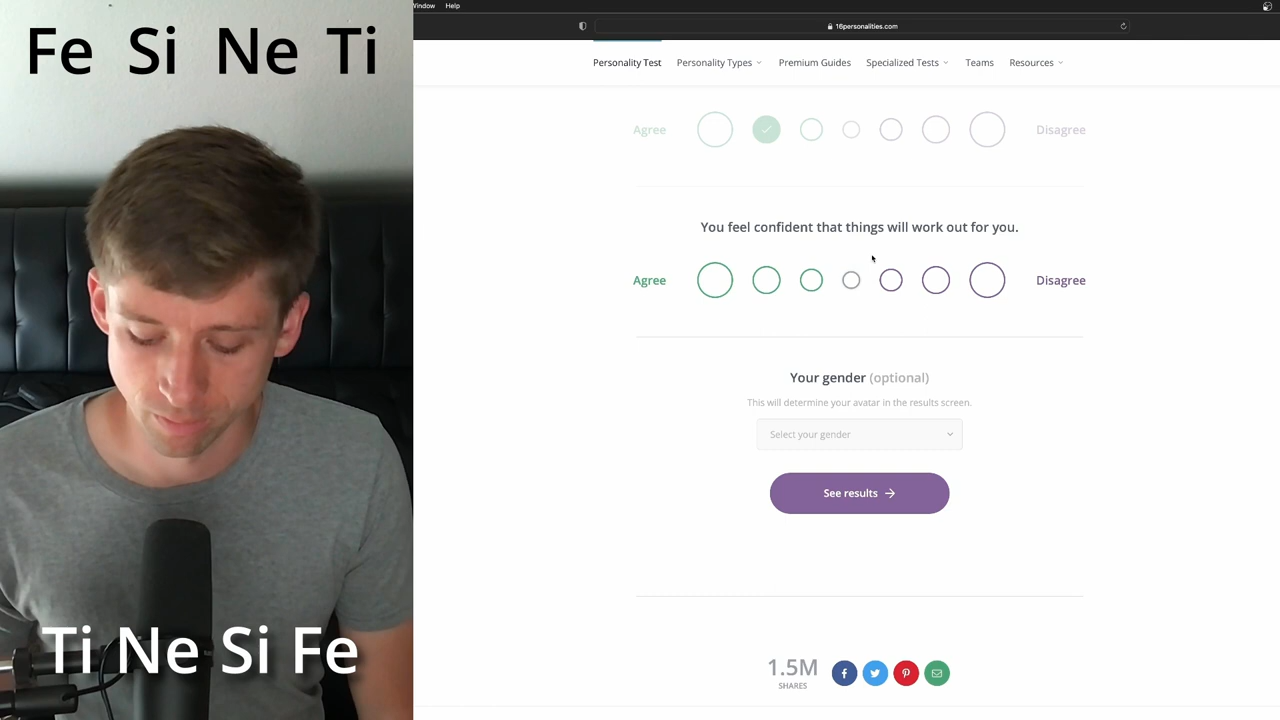 Fe Si Ne Ti
Ti Ne Si Fe
Window Help
16personalities.com
Personality Test Personality Types Premium Guides Specialized Tests Teams Resources
Agree Disagree
You feel confident that things will work out for you.
Agree Disagree
Your gender (optional)
This will determine your avatar in the results screen.
Select your gender
See results
1.5M
SHARES